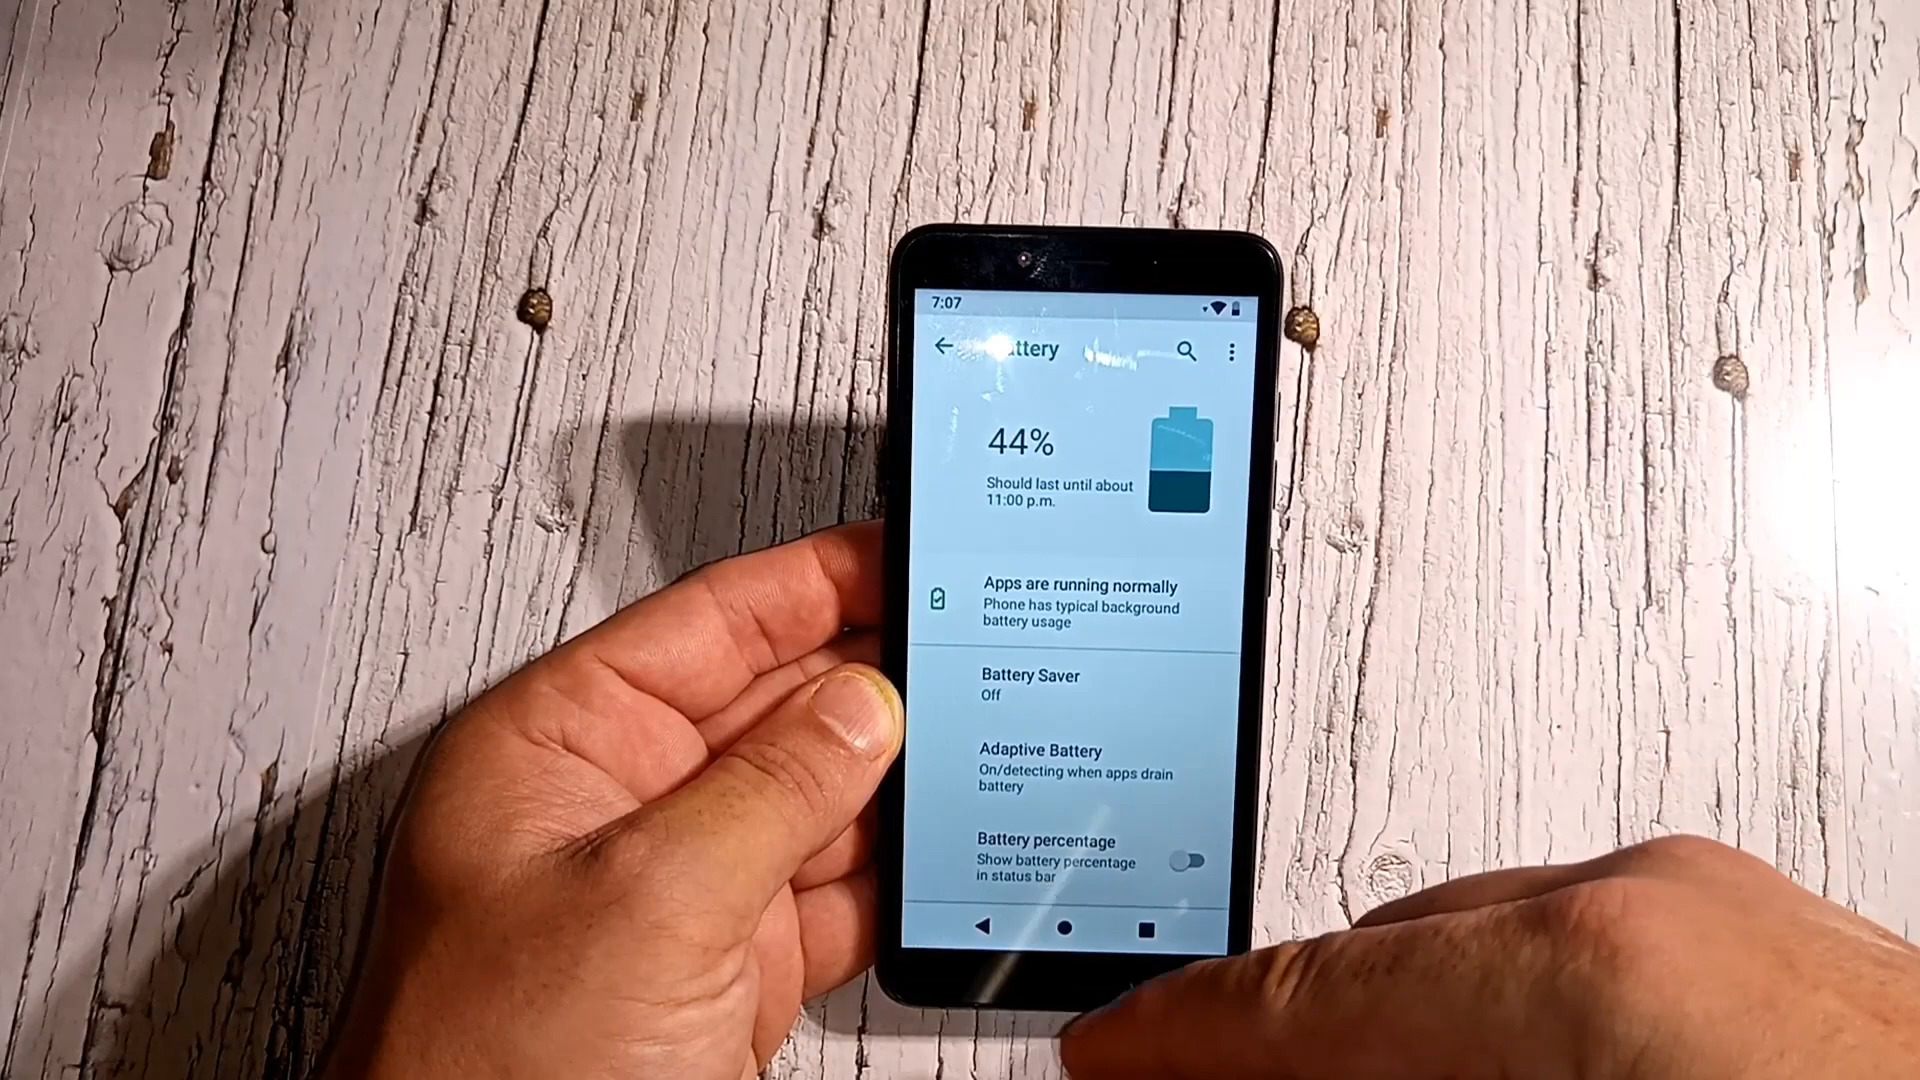 7:07
44%
Should last until about
11:00 p.m.
Apps are running normally
Phone has typical background
battery usage
Battery Saver
Off
Adaptive Battery
On/detecting when apps drain
battery
Battery percentage
Show battery percentage
in status bar